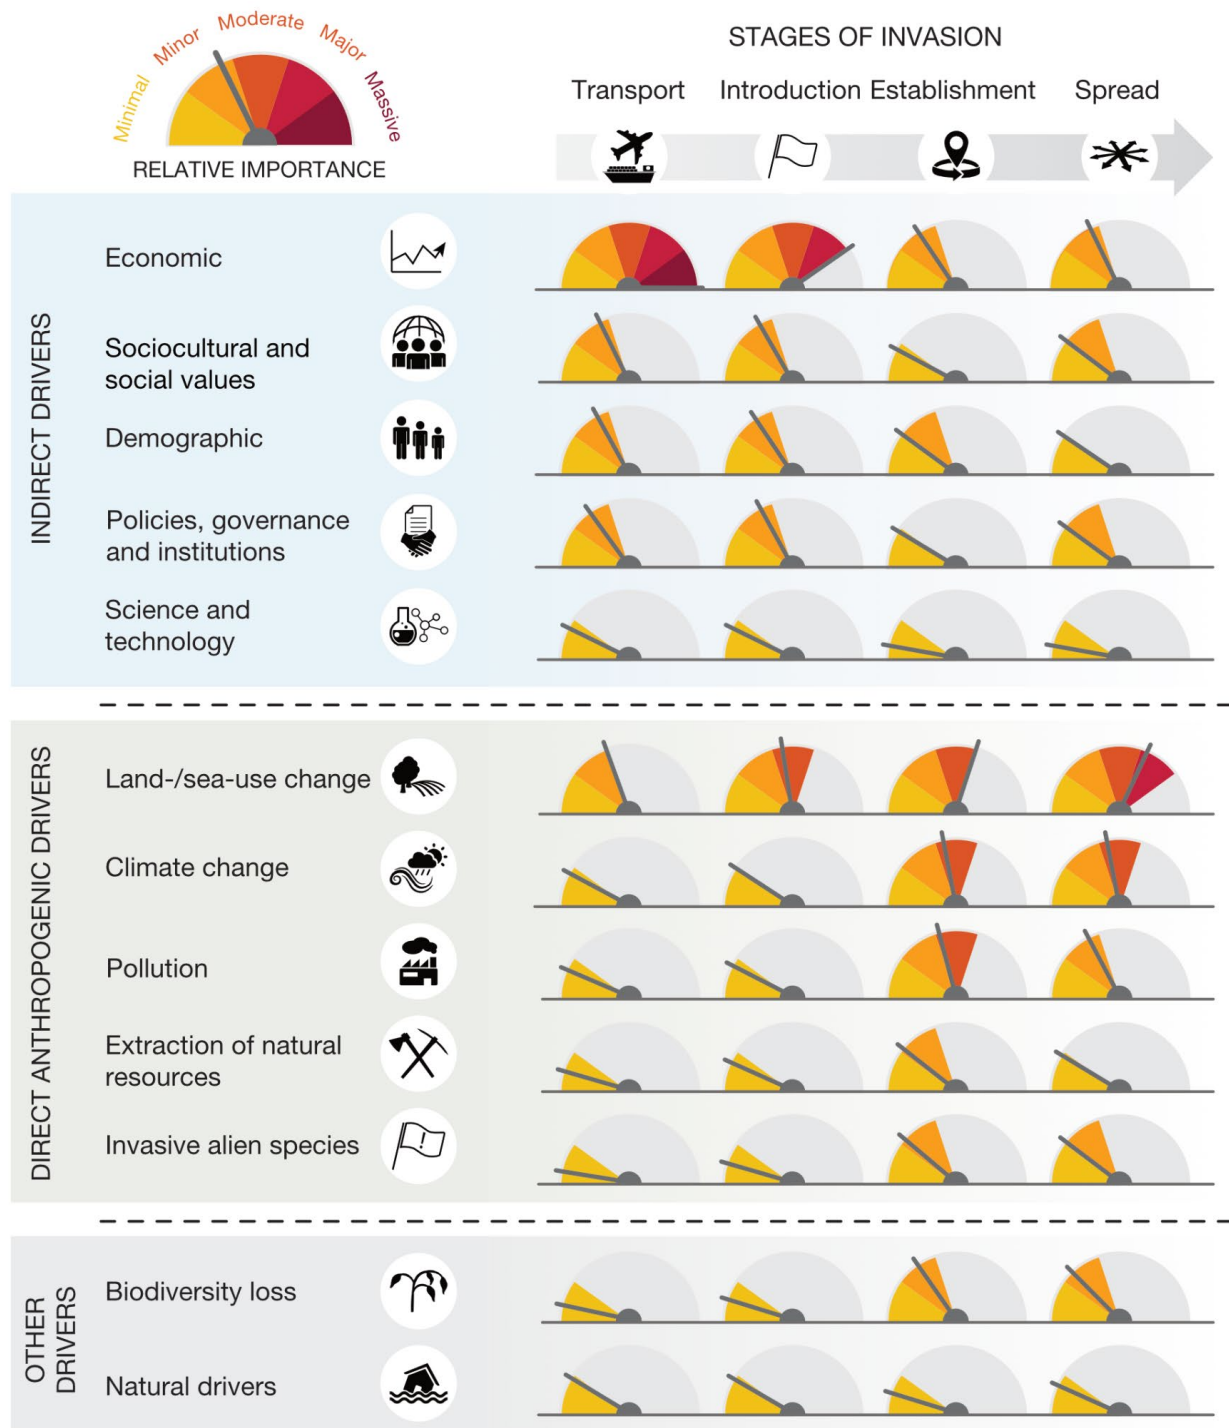 Minimal
Minor
Moderate
Major
Massive
RELATIVE IMPORTANCE
STAGES OF INVASION
Transport
Introduction
Establishment
Spread
INDIRECT DRIVERS
Economic
Sociocultural and
social values
Demographic
Policies, governance
and institutions
Science and
technology
DIRECT ANTHROPOGENIC DRIVERS
Land-/sea-use change
Climate change
Pollution
Extraction of natural
resources
Invasive alien species
!
OTHER
DRIVERS
Biodiversity loss
Natural drivers